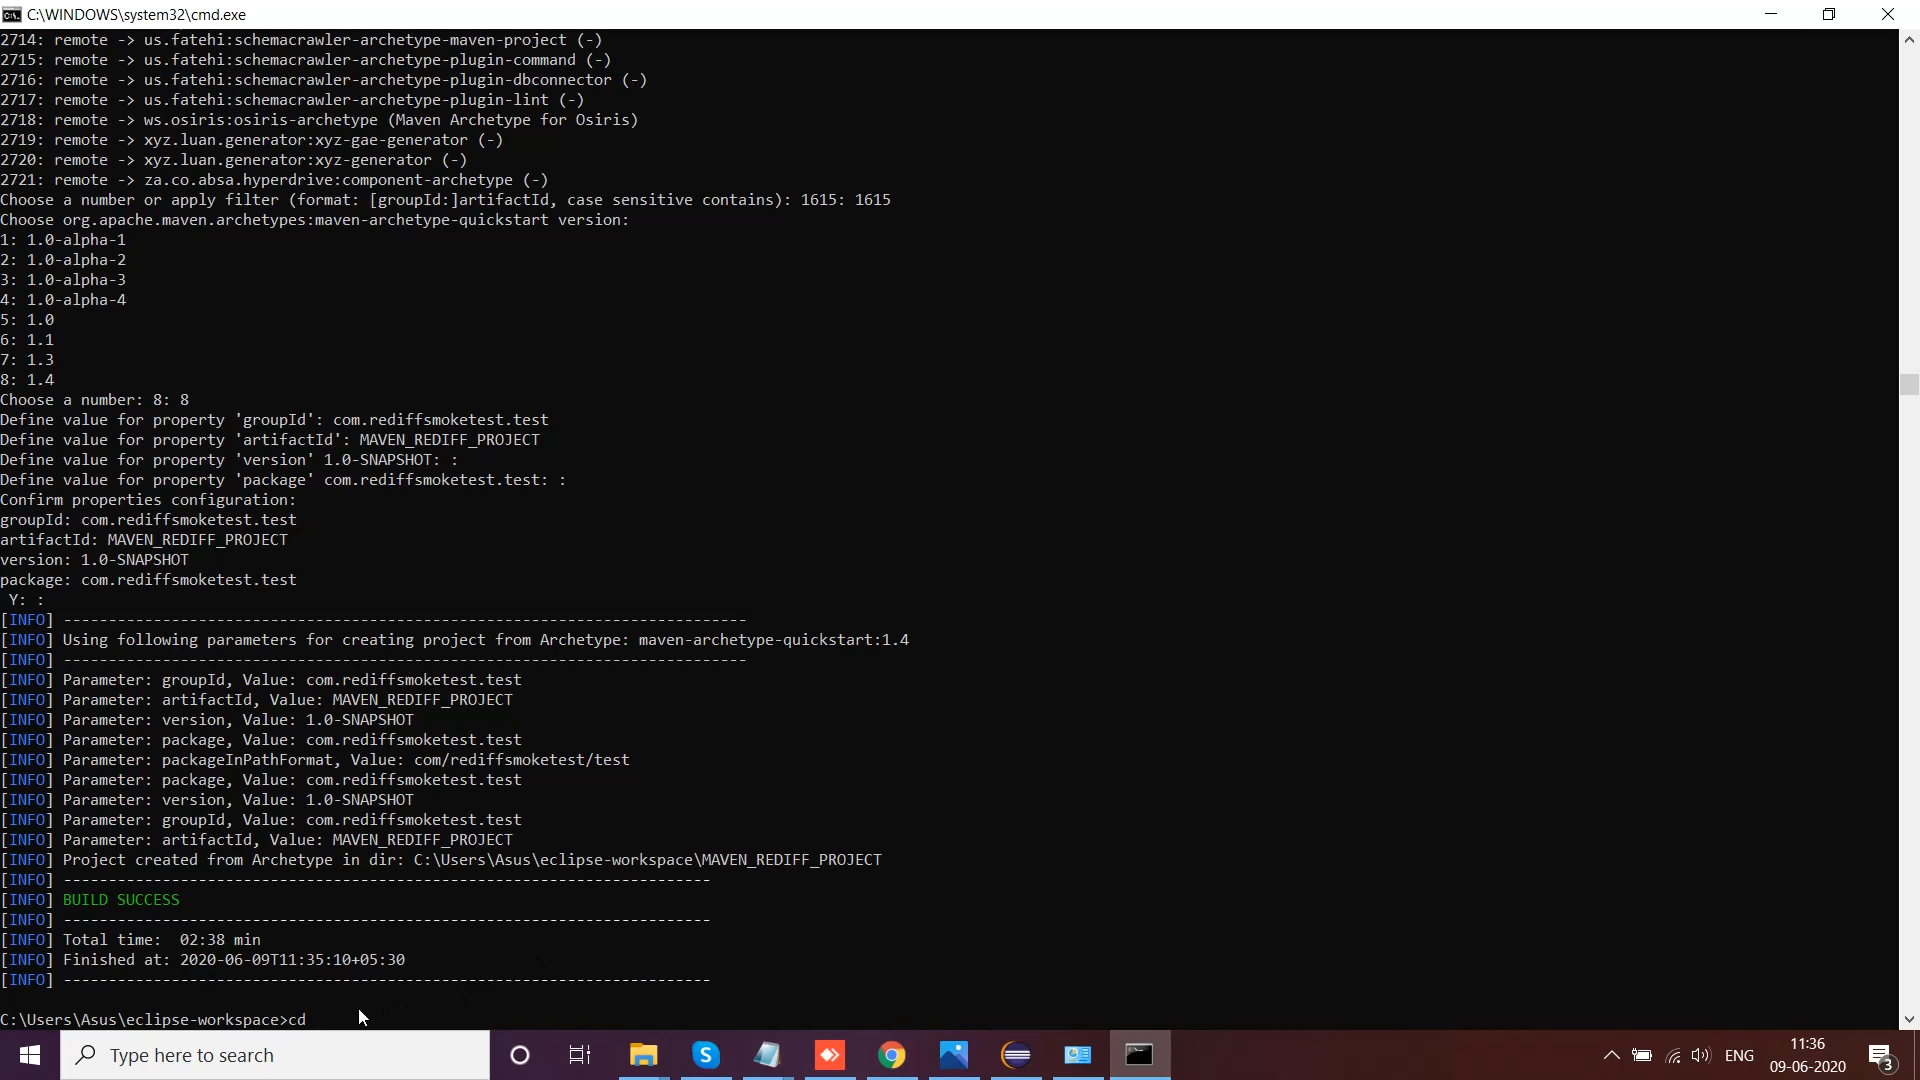 C:\WINDOWS\system32\cmd.exe
2714: remote -> us.fatehi:schemacrawler-archetype-maven-project (-)
2715: remote -> us.fatehi:schemacrawler-archetype-plugin-command (-)
2716: remote -> us.fatehi:schemacrawler-archetype-plugin-dbconnector (-)
2717: remote -> us.fatehi:schemacrawler-archetype-plugin-lint (-)
2718: remote -> ws.osiris:osiris-archetype (Maven Archetype for Osiris)
2719: remote -> xyz.luan.generator:xyz-gae-generator (-)
2720: remote -> xyz.luan.generator:xyz-generator (-)
2721: remote -> za.co.absa.hyperdrive:component-archetype (-)
Choose a number or apply filter (format: [groupId:]artifactId, case sensitive contains): 1615: 1615
Choose org.apache.maven.archetypes:maven-archetype-quickstart version:
1: 1.0-alpha-1
2: 1.0-alpha-2
3: 1.0-alpha-3
4: 1.0-alpha-4
5: 1.0
6: 1.1
7: 1.3
8: 1.4
Choose a number: 8: 8
Define value for property 'groupId': com.rediffsmoketest.test
Define value for property 'artifactId': MAVEN_REDIFF_PROJECT
Define value for property 'version' 1.0-SNAPSHOT: :
Define value for property 'package' com.rediffsmoketest.test: :
Confirm properties configuration:
groupId: com.rediffsmoketest.test
artifactId: MAVEN_REDIFF_PROJECT
version: 1.0-SNAPSHOT
package: com.rediffsmoketest.test
 Y: :
[INFO] ----------------------------------------------------------------------------
[INFO] Using following parameters for creating project from Archetype: maven-archetype-quickstart:1.4
[INFO] ----------------------------------------------------------------------------
[INFO] Parameter: groupId, Value: com.rediffsmoketest.test
[INFO] Parameter: artifactId, Value: MAVEN_REDIFF_PROJECT
[INFO] Parameter: version, Value: 1.0-SNAPSHOT
[INFO] Parameter: package, Value: com.rediffsmoketest.test
[INFO] Parameter: packageInPathFormat, Value: com/rediffsmoketest/test
[INFO] Parameter: package, Value: com.rediffsmoketest.test
[INFO] Parameter: version, Value: 1.0-SNAPSHOT
[INFO] Parameter: groupId, Value: com.rediffsmoketest.test
[INFO] Parameter: artifactId, Value: MAVEN_REDIFF_PROJECT
[INFO] Project created from Archetype in dir: C:\Users\Asus\eclipse-workspace\MAVEN_REDIFF_PROJECT
[INFO] ------------------------------------------------------------------------
[INFO] BUILD SUCCESS
[INFO] ------------------------------------------------------------------------
[INFO] Total time:  02:38 min
[INFO] Finished at: 2020-06-09T11:35:10+05:30
[INFO] ------------------------------------------------------------------------
C:\Users\Asus\eclipse-workspace>cd
Type here to search
ENG
11:36
09-06-2020
3